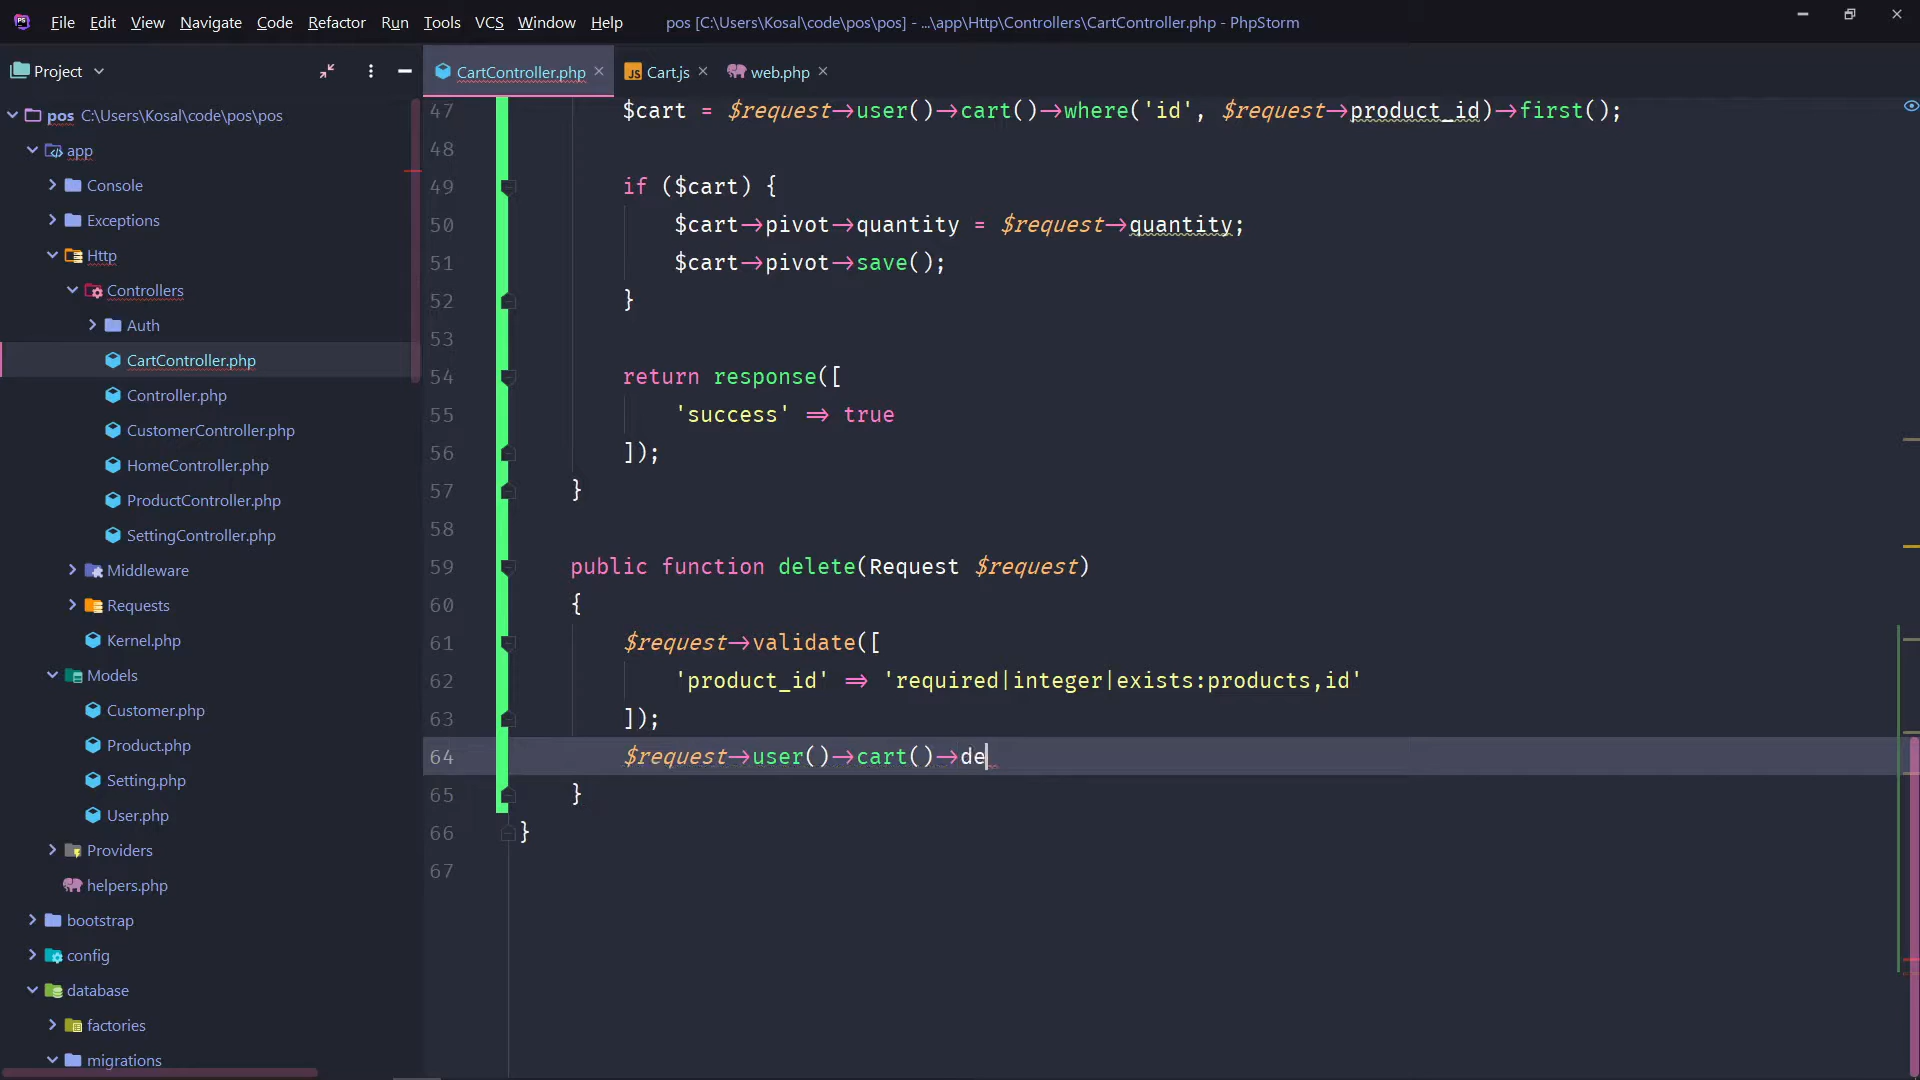 File Edit View Navigate Code Refactor Run Tools VCS Window Help pos [C:\Users\Kosal\code\pos\pos] - ...\app\Http\Controllers\CartController.php - PhpStorm
Project
CartController.php Cart.js web.php
pos C:\Users\Kosal\code\pos\pos
app
Console
Exceptions
Http
Controllers
Auth
CartController.php
Controller.php
CustomerController.php
HomeController.php
ProductController.php
SettingController.php
Middleware
Requests
Kernel.php
Models
Customer.php
Product.php
Setting.php
User.php
Providers
helpers.php
bootstrap
config
database
factories
migrations
47 $cart = $request->user()->cart()->where('id', $request->product_id)->first();
48
49 if ($cart) {
50 $cart->pivot->quantity = $request->quantity;
51 $cart->pivot->save();
52 }
53
54 return response([
55 'success' => true
56 ]);
57 }
58
59 public function delete(Request $request)
60 {
61 $request->validate([
62 'product_id' => 'required|integer|exists:products,id'
63 ]);
64 $request->user()->cart()->de
65 }
66 }
67